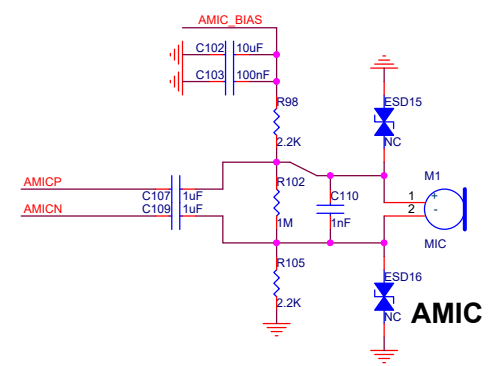 AMIC_BIAS
C102 10uF
C103 100nF
R98
2.2K
ESD15
NC
M1
AMICP
C107 1uF
R102
C110
1 +
2 -
AMICN
C109 1uF
1M
1nF
MIC
R105
2.2K
ESD16
NC
AMIC